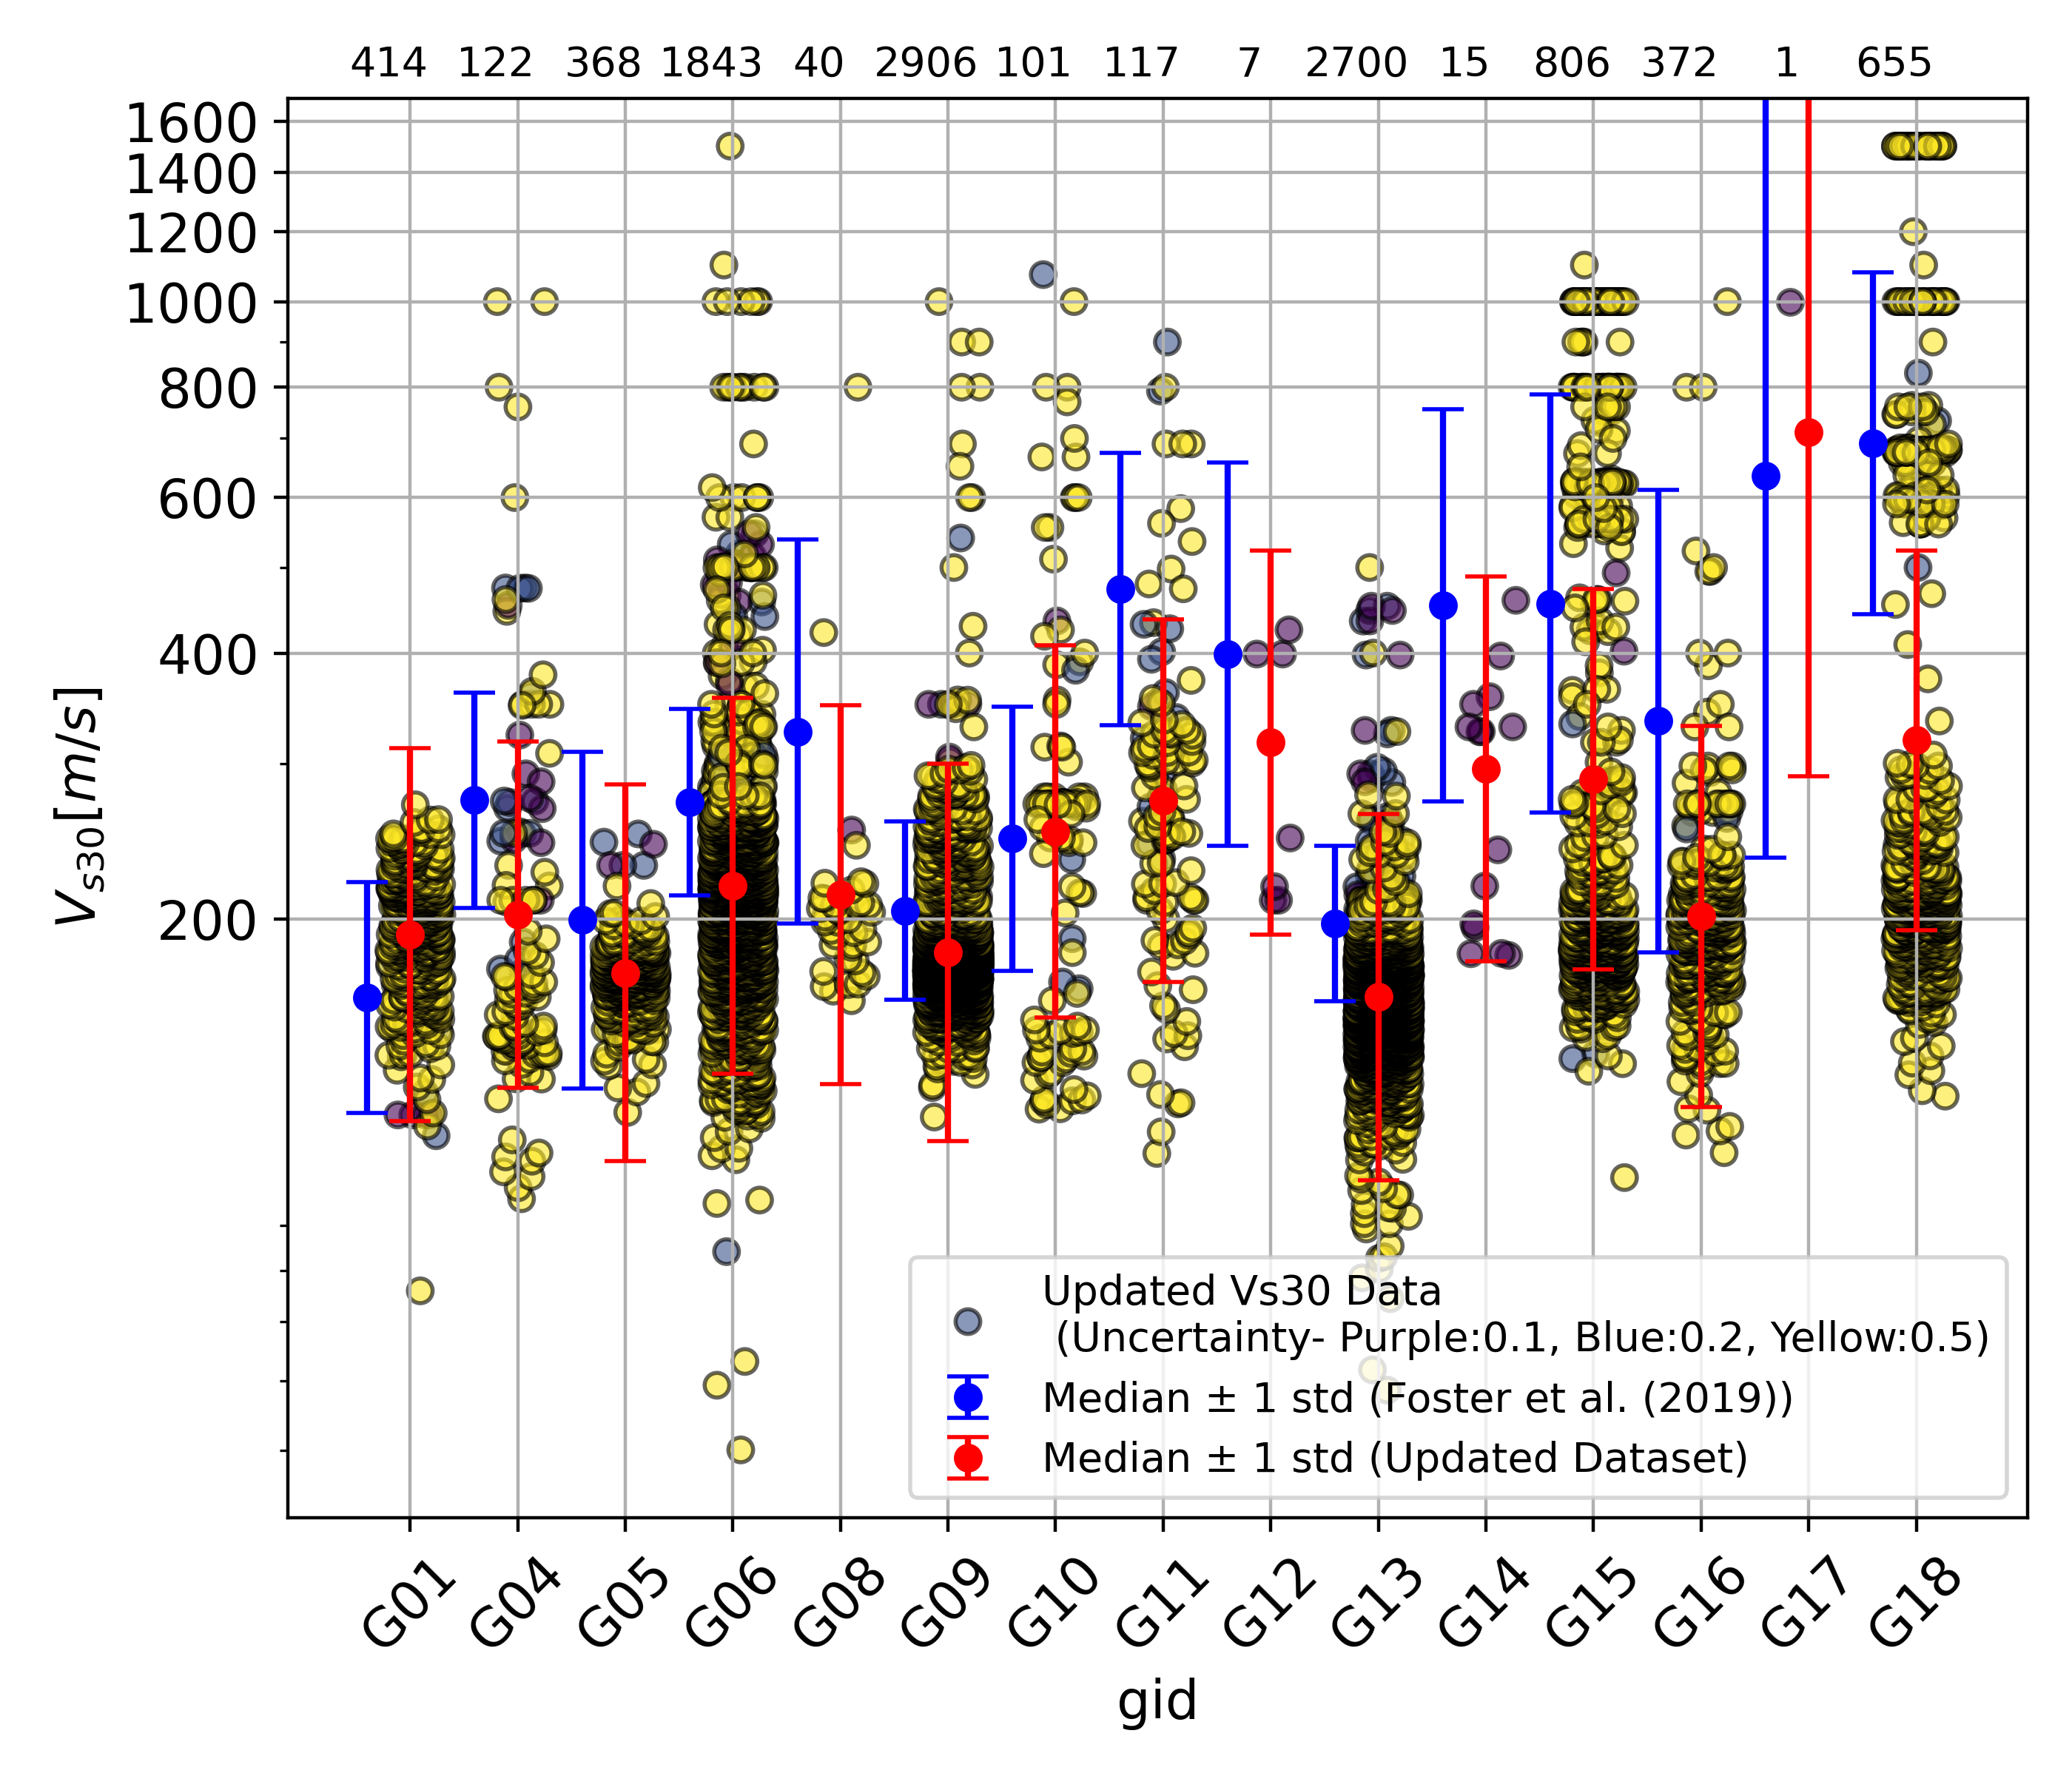 414 122 368 1843 40 2906 101 117 7 2700 15 806 372 1 655
1600
1400
1200
1000
800
600
400
200
V_{s30}[m/s]
Updated Vs30 Data
(Uncertainty- Purple:0.1, Blue:0.2, Yellow:0.5)
Median ± 1 std (Foster et al. (2019))
Median ± 1 std (Updated Dataset)
G01 G04 G05 G06 G08 G09 G10 G11 G12 G13 G14 G15 G16 G17 G18
gid